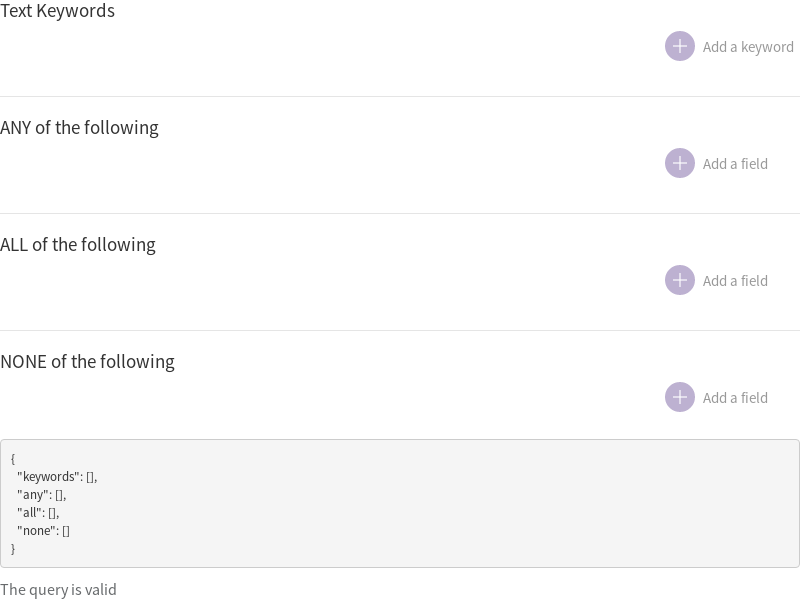 Text Keywords
Add a keyword
ANY of the following
Add a field
ALL of the following
Add a field
NONE of the following
Add a field
{
  "keywords": [],
  "any": [],
  "all": [],
  "none": []
}
The query is valid